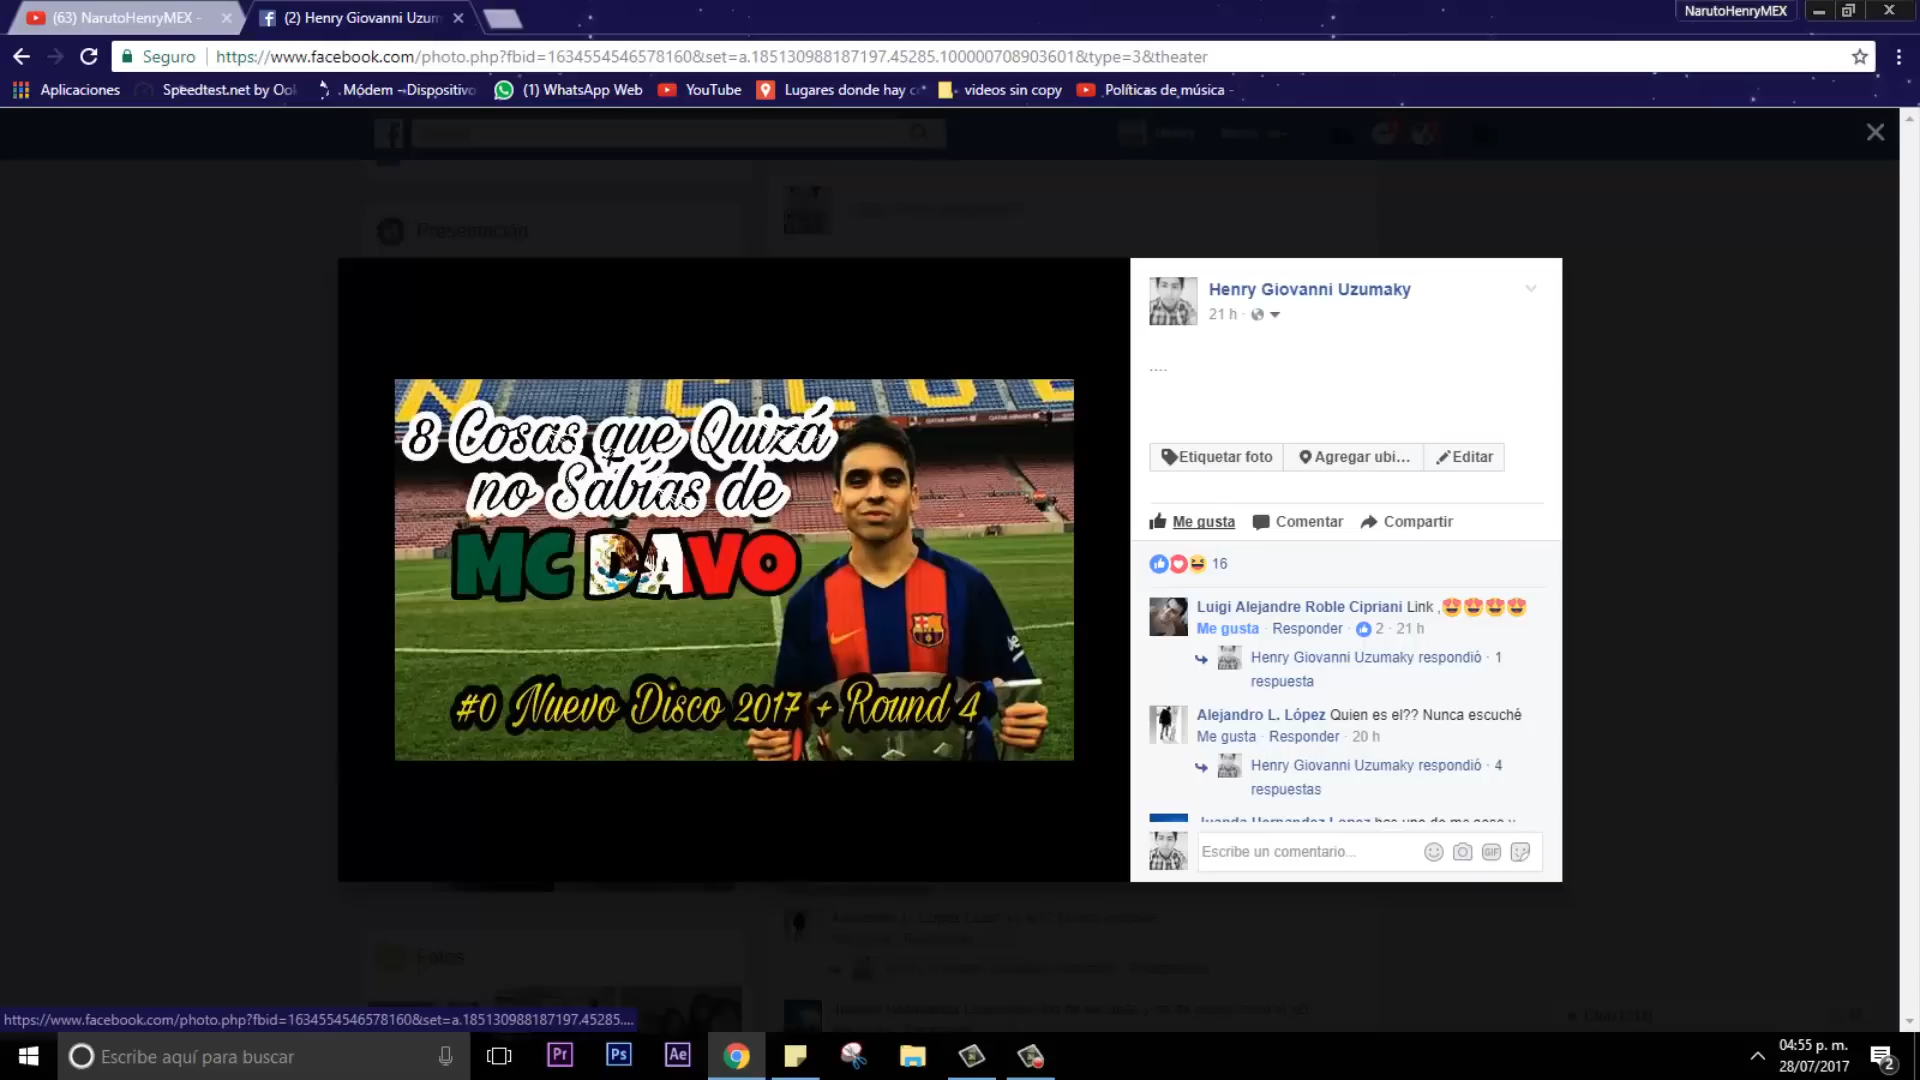 (63) NarutoHenryMEX -
(2) Henry Giovanni Uzum
NarutoHenryMEX
Seguro
https://www.facebook.com/photo.php?fbid=1634554546578160&set=a.185130988187197.45285.100000708903601&type=3&theater
Aplicaciones
Speedtest.net by Ook
Módem - Dispositivo
(1) WhatsApp Web
YouTube
Lugares donde hay c
videos sin copy
Políticas de música -
Presentación
8 Cosas que Quizá
no Sabías de
MC DAVO
#0 Nuevo Disco 2017 + Round 4
Henry Giovanni Uzumaky
21 h ·
....
Etiquetar foto
Agregar ubi...
Editar
Me gusta
Comentar
Compartir
16
Luigi Alejandre Roble Cipriani Link ,
Me gusta · Responder · 2 · 21 h
Henry Giovanni Uzumaky respondió · 1
respuesta
Alejandro L. López Quien es el?? Nunca escuché
Me gusta · Responder · 20 h
Henry Giovanni Uzumaky respondió · 4
respuestas
Escribe un comentario...
GIF
Fotos
https://www.facebook.com/photo.php?fbid=1634554546578160&set=a.185130988187197.45285....
Escribe aquí para buscar
Pr
Ps
Ae
04:55 p. m.
28/07/2017
2